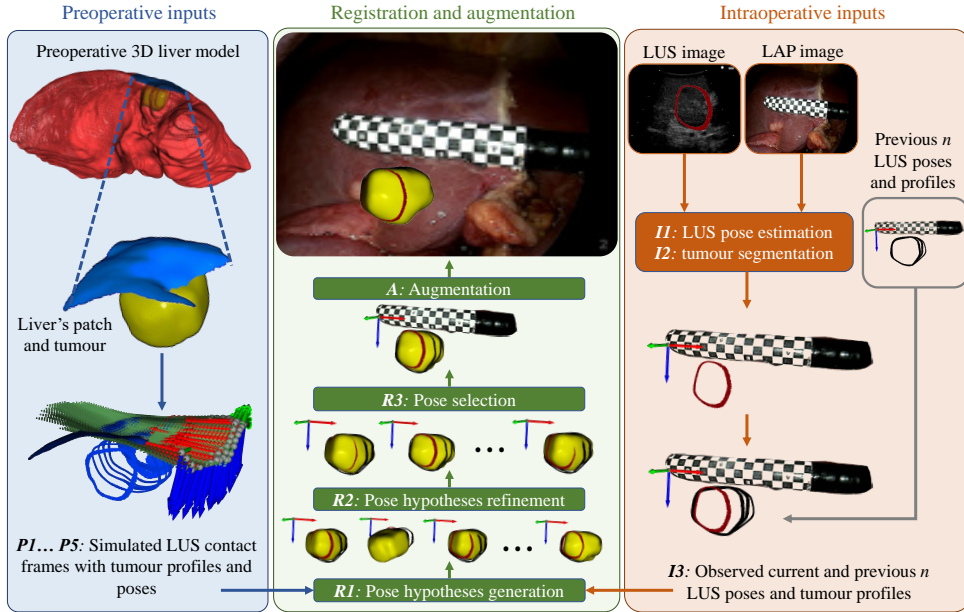 Preoperative inputs
Preoperative 3D liver model
Liver's patch
and tumour
P1... P5: Simulated LUS contact
frames with tumour profiles and
poses
Registration and augmentation
A: Augmentation
R3: Pose selection
R2: Pose hypotheses refinement
R1: Pose hypotheses generation
Intraoperative inputs
LUS image
LAP image
Previous n
LUS poses
and profiles
I1: LUS pose estimation
I2: tumour segmentation
I3: Observed current and previous n
LUS poses and tumour profiles